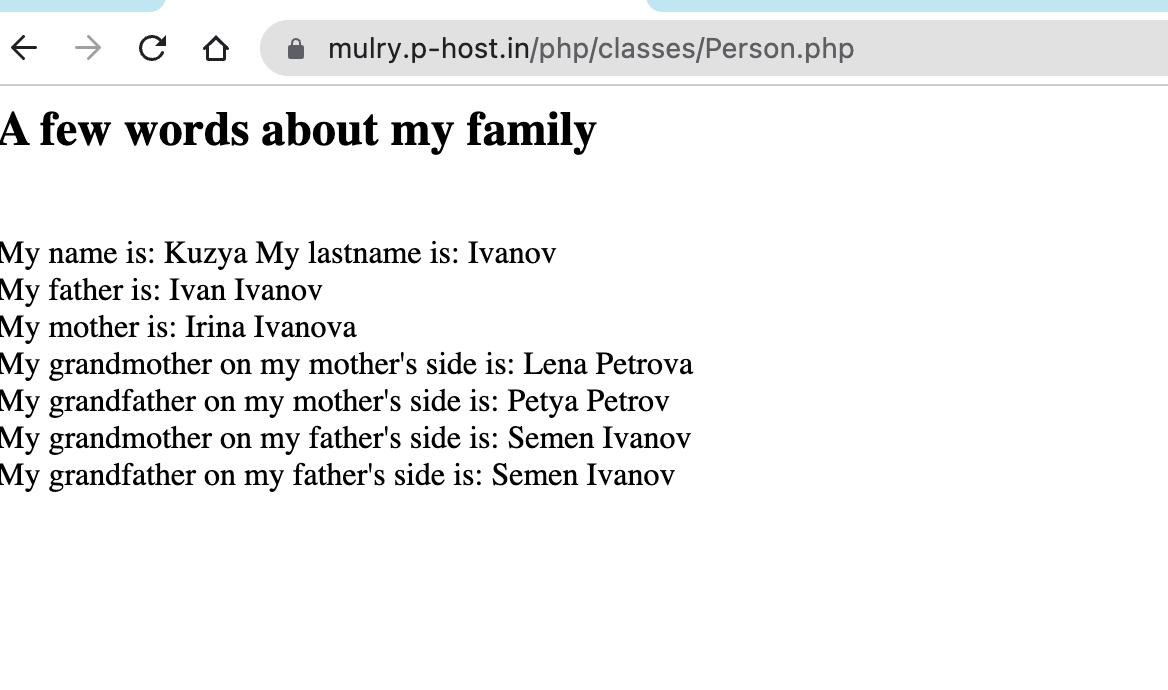 mulry.p-host.in/php/classes/Person.php
A few words about my family
My name is: Kuzya My lastname is: Ivanov
My father is: Ivan Ivanov
My mother is: Irina Ivanova
My grandmother on my mother's side is: Lena Petrova
My grandfather on my mother's side is: Petya Petrov
My grandmother on my father's side is: Semen Ivanov
My grandfather on my father's side is: Semen Ivanov